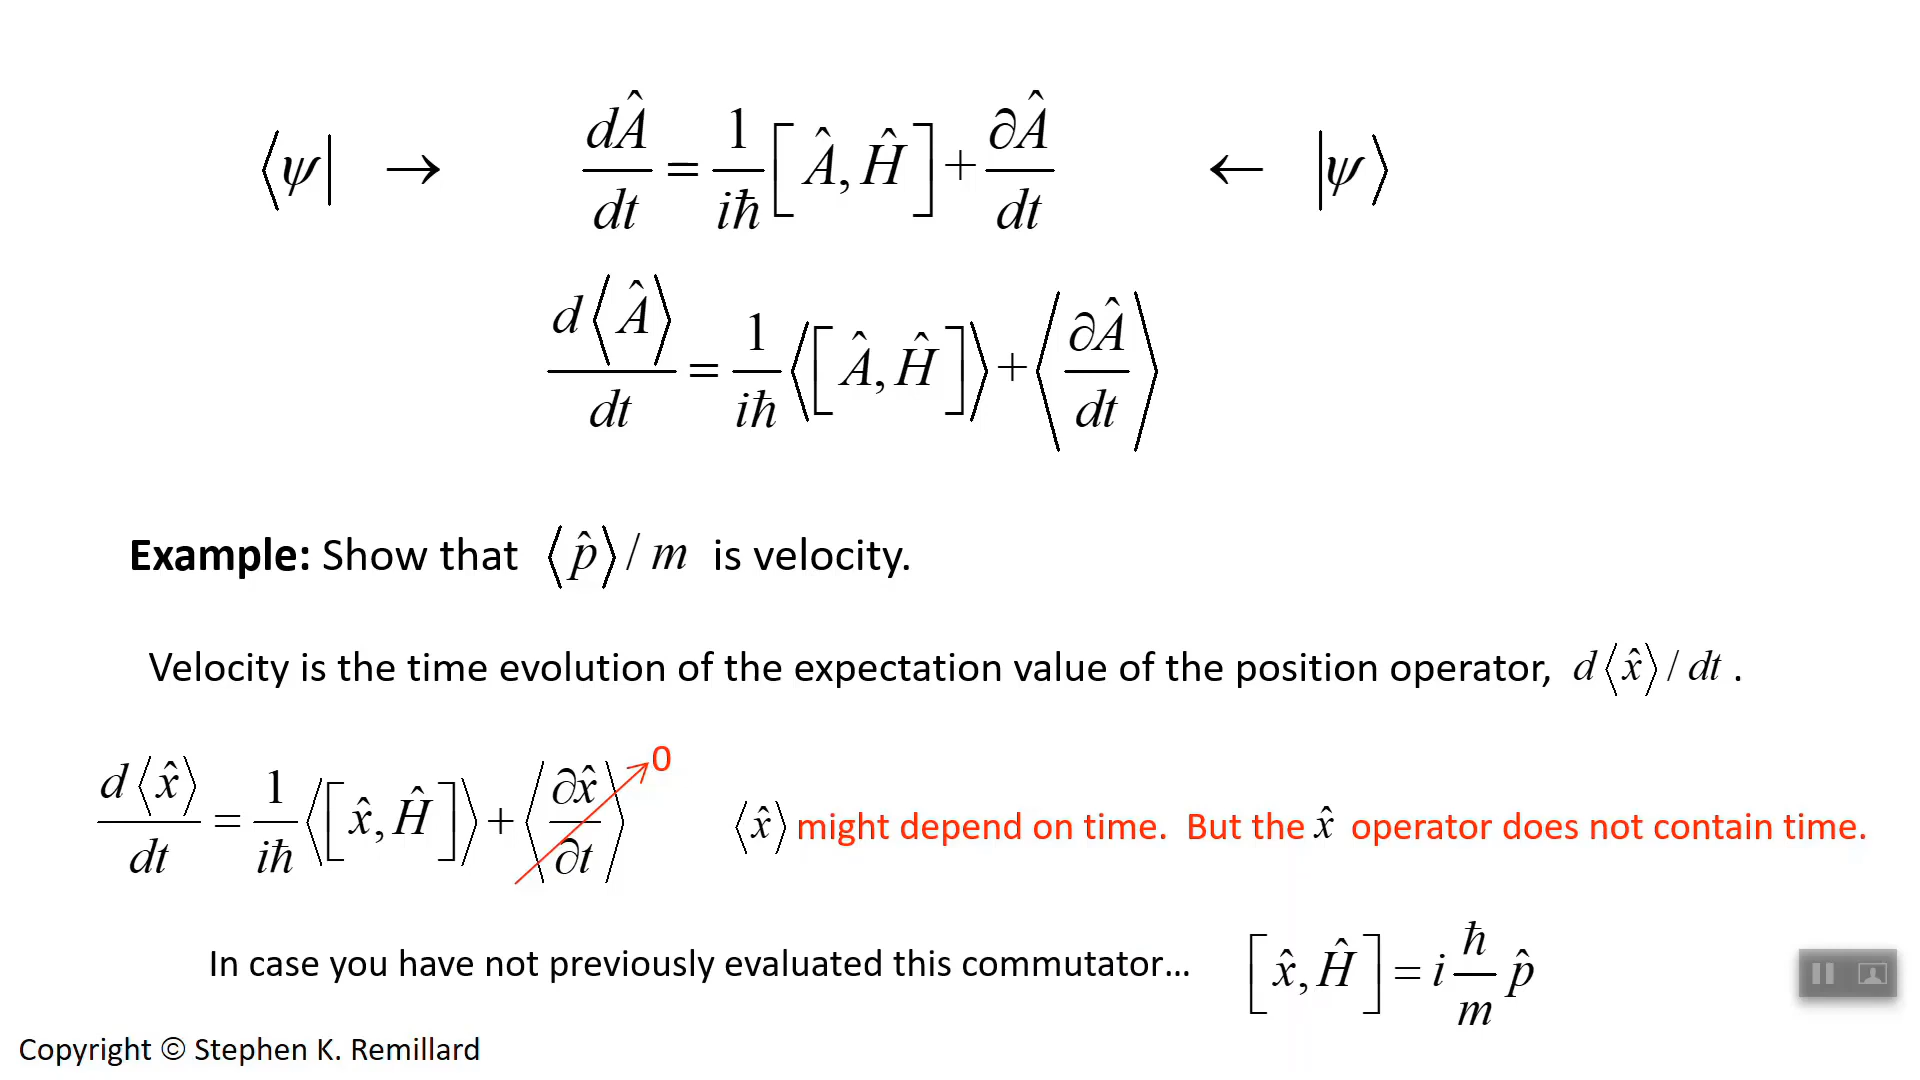 ⟨ψ| → dÂ/dt = 1/iħ [Â, Ĥ] + ∂Â/dt ← |ψ⟩
d⟨Â⟩/dt = 1/iħ ⟨[Â, Ĥ]⟩ + ⟨∂Â/dt⟩
Example: Show that ⟨p̂⟩ / m is velocity.
Velocity is the time evolution of the expectation value of the position operator, d⟨x̂⟩ / dt .
d⟨x̂⟩/dt = 1/iħ ⟨[x̂, Ĥ]⟩ + ⟨∂x̂/∂t⟩ 0 ⟨x̂⟩ might depend on time. But the x̂ operator does not contain time.
In case you have not previously evaluated this commutator... [x̂, Ĥ] = i ħ/m p̂
Copyright © Stephen K. Remillard